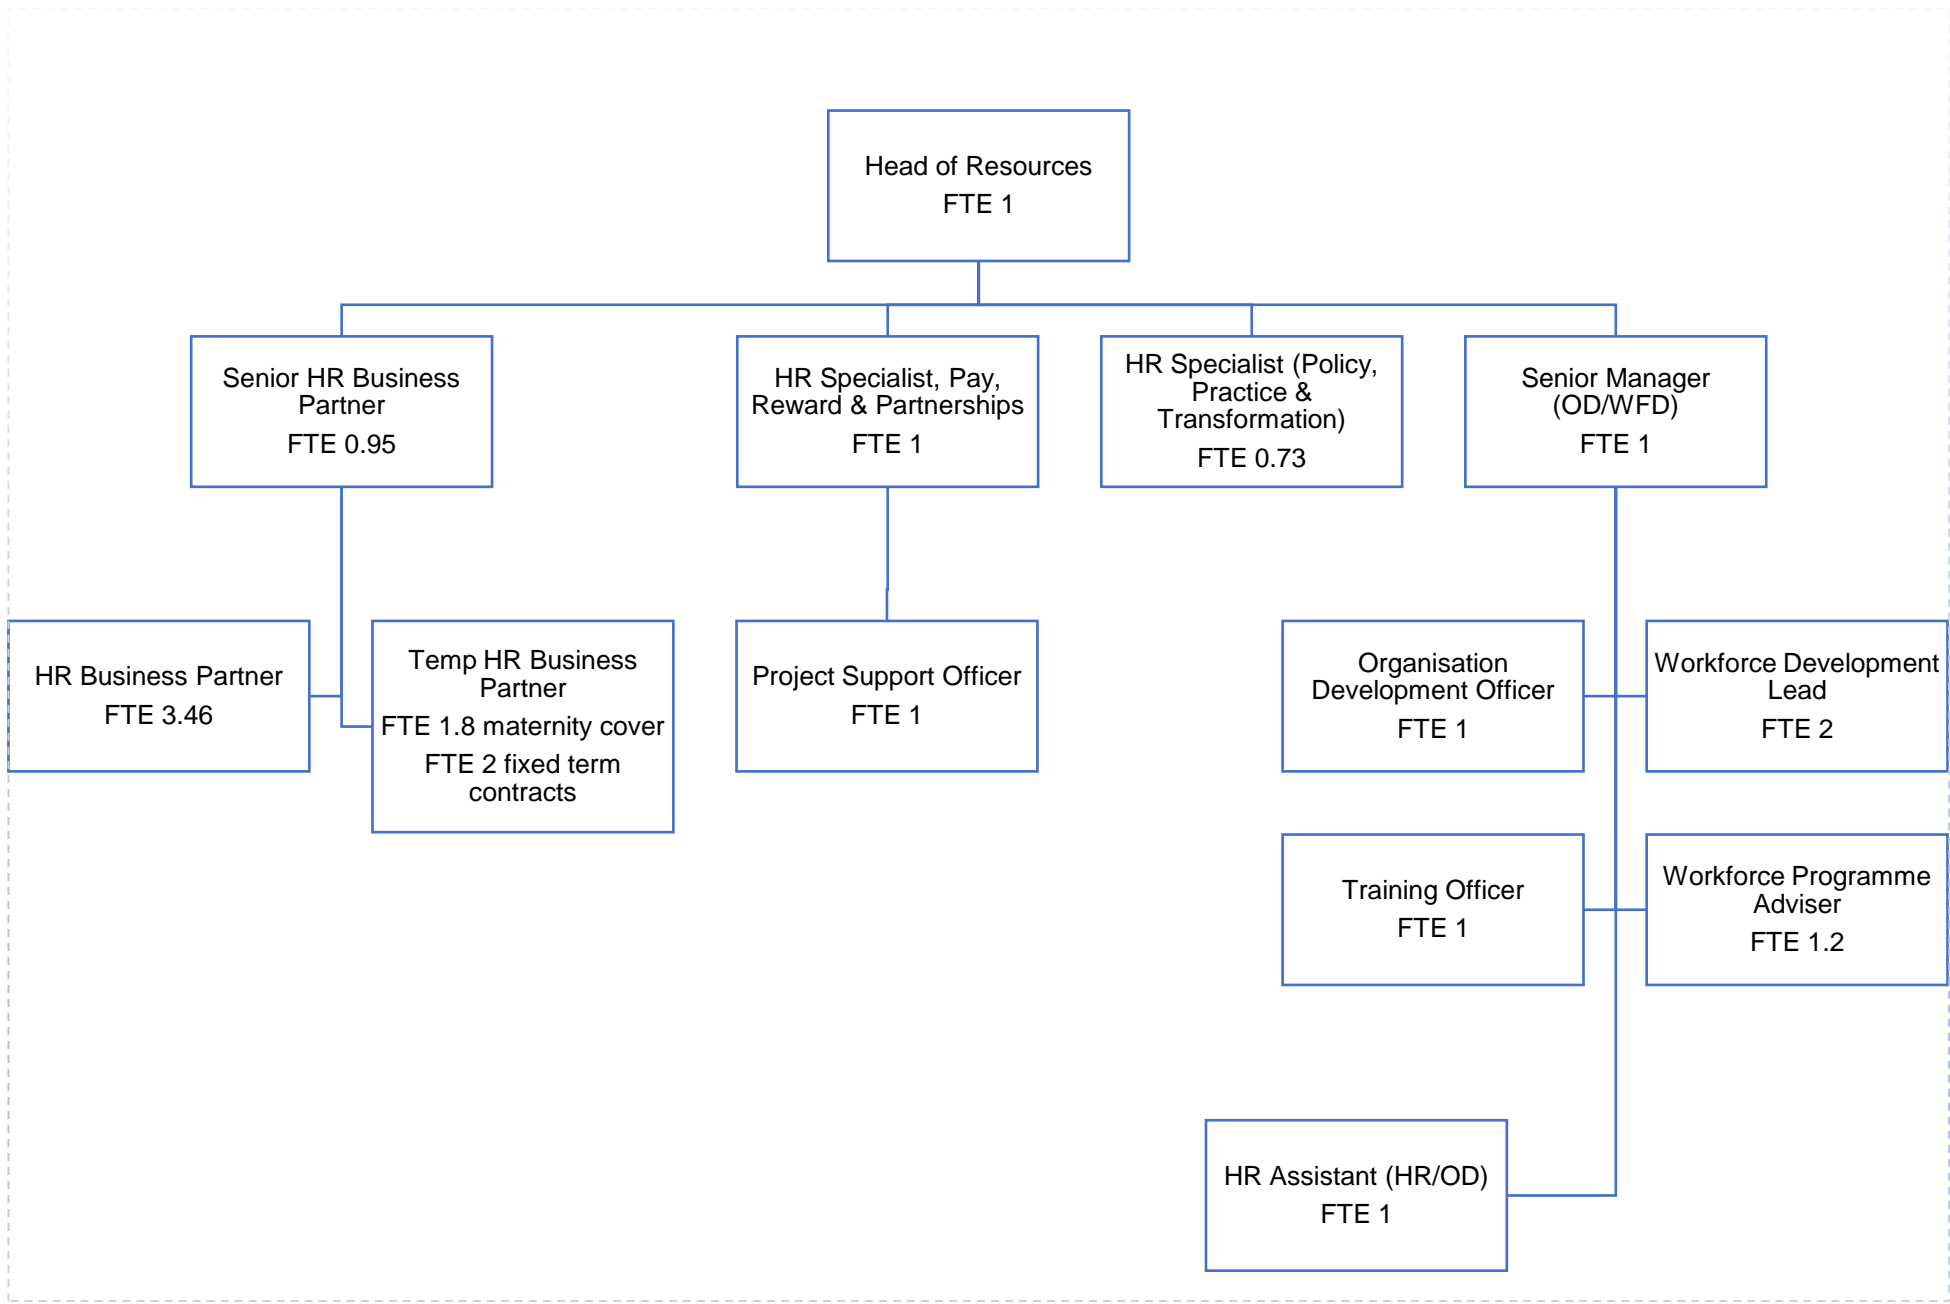 Head of Resources
FTE 1
Senior HR Business
Partner
FTE 0.95
HR Specialist, Pay,
Reward & Partnerships
FTE 1
HR Specialist (Policy,
Practice &
Transformation)
FTE 0.73
Senior Manager
(OD/WFD)
FTE 1
HR Business Partner
FTE 3.46
Temp HR Business
Partner
FTE 1.8 maternity cover
FTE 2 fixed term
contracts
Project Support Officer
FTE 1
Organisation
Development Officer
FTE 1
Workforce Development
Lead
FTE 2
Training Officer
FTE 1
Workforce Programme
Adviser
FTE 1.2
HR Assistant (HR/OD)
FTE 1